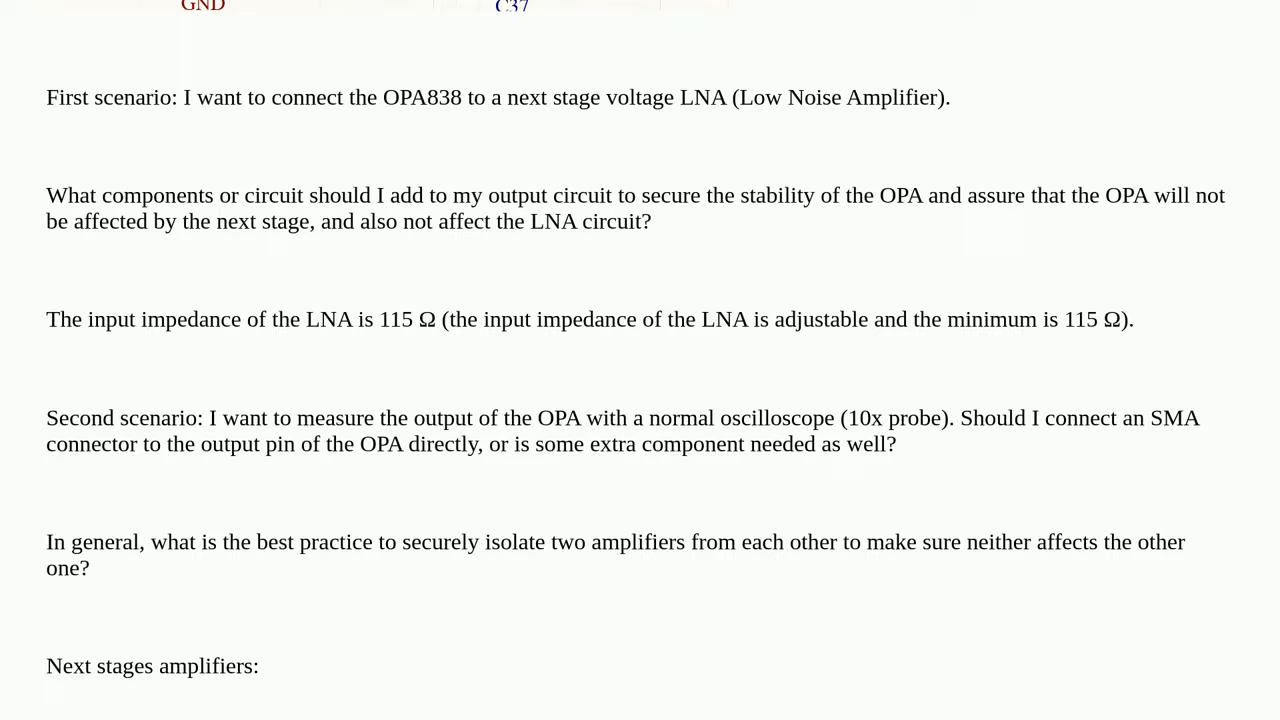 GND
C37
First scenario: I want to connect the OPA838 to a next stage voltage LNA (Low Noise Amplifier).
What components or circuit should I add to my output circuit to secure the stability of the OPA and assure that the OPA will not
be affected by the next stage, and also not affect the LNA circuit?
The input impedance of the LNA is 115 Ω (the input impedance of the LNA is adjustable and the minimum is 115 Ω).
Second scenario: I want to measure the output of the OPA with a normal oscilloscope (10x probe). Should I connect an SMA
connector to the output pin of the OPA directly, or is some extra component needed as well?
In general, what is the best practice to securely isolate two amplifiers from each other to make sure neither affects the other
one?
Next stages amplifiers: